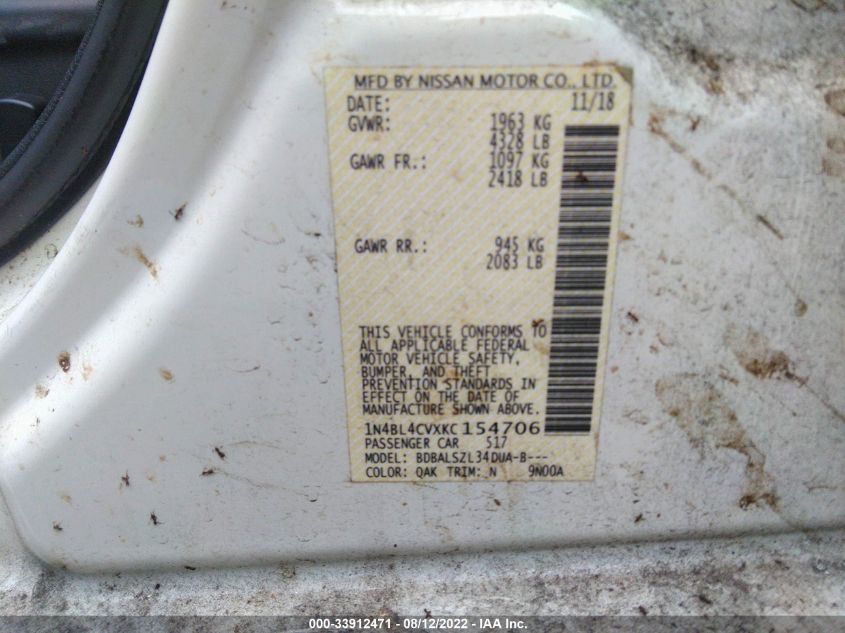 MFD BY NISSAN MOTOR CO., LTD.
DATE: 11/18
GVWR: 1963 KG
4328 LB
GAWR FR.: 1097 KG
2418 LB
GAWR RR.: 945 KG
2083 LB
THIS VEHICLE CONFORMS TO
ALL APPLICABLE FEDERAL
MOTOR VEHICLE SAFETY,
BUMPER, AND THEFT
PREVENTION STANDARDS IN
EFFECT ON THE DATE OF
MANUFACTURE SHOWN ABOVE.
1N4BL4CVXKC154706
PASSENGER CAR 517
MODEL: BDBALSZL34DUA-B---
COLOR: QAK TRIM: N 9N00A
000-33912471 - 08/12/2022 - IAA Inc.